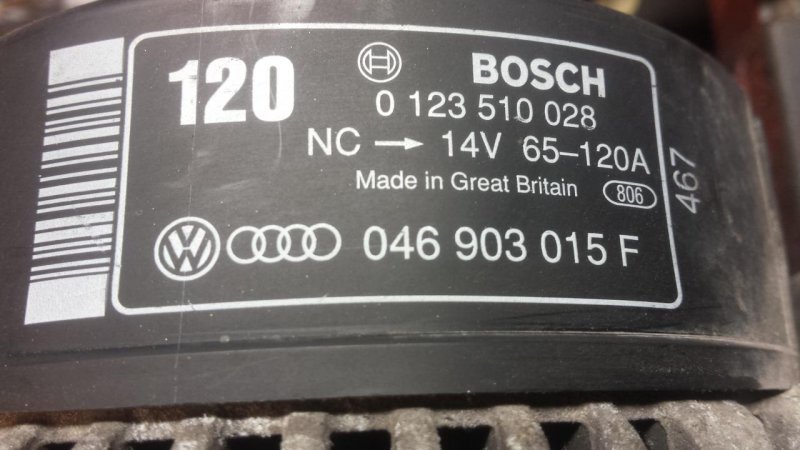 120 BOSCH
0 123 510 028
NC → 14V 65–120A
Made in Great Britain 806
467
VW 046 903 015 F